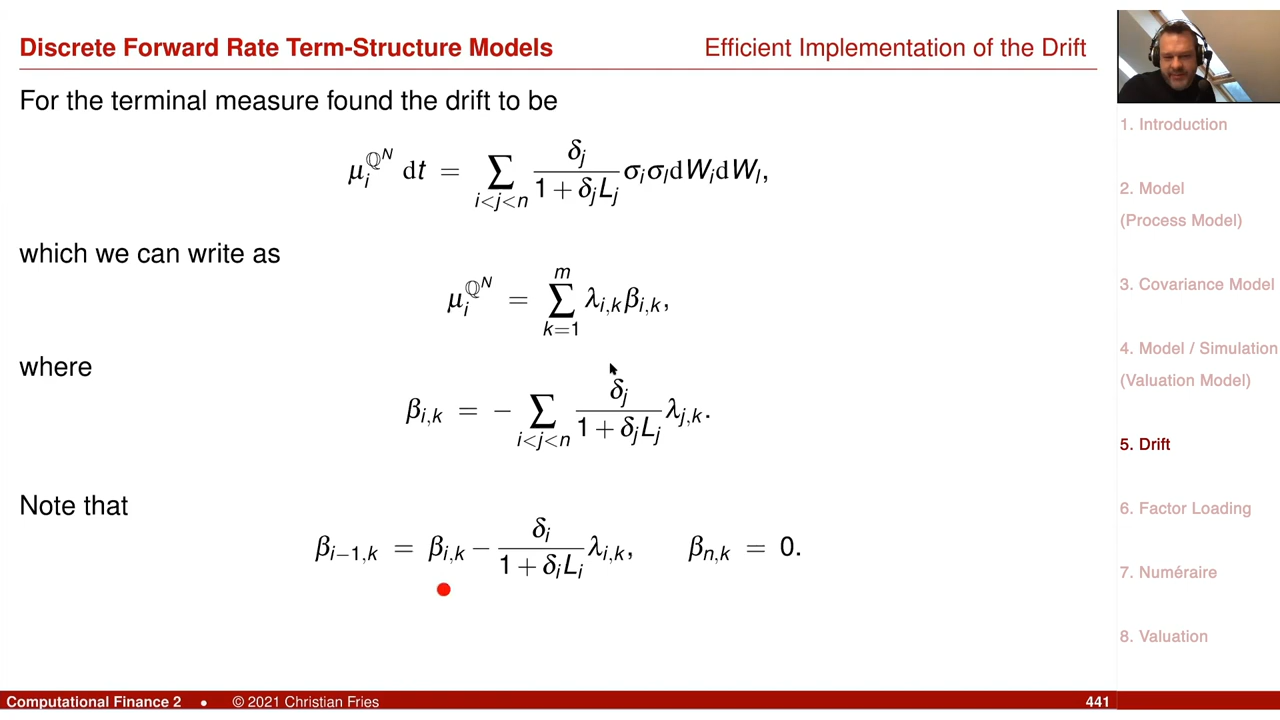 Discrete Forward Rate Term-Structure Models
Efficient Implementation of the Drift
For the terminal measure found the drift to be
μ_i^{ℚ^N} dt = ∑_{i<j<n} δ_j / (1 + δ_j L_j) σ_i σ_l dW_i dW_l,
which we can write as
μ_i^{ℚ^N} = ∑_{k=1}^{m} λ_{i,k} β_{i,k},
where
β_{i,k} = − ∑_{i<j<n} δ_j / (1 + δ_j L_j) λ_{j,k}.
Note that
β_{i−1,k} = β_{i,k} − δ_i / (1 + δ_i L_i) λ_{i,k}, β_{n,k} = 0.
1. Introduction
2. Model
(Process Model)
3. Covariance Model
4. Model / Simulation
(Valuation Model)
5. Drift
6. Factor Loading
7. Numéraire
8. Valuation
Computational Finance 2 • © 2021 Christian Fries
441